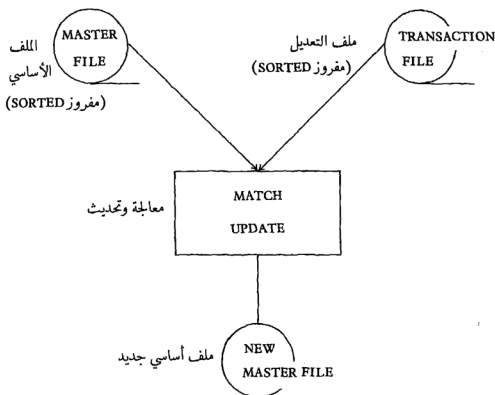 MASTER
FILE
الملف
الأساسي
(مفروز SORTED)
ملف التعديل
(مفروز SORTED)
TRANSACTION
FILE
معالجة وتحديث
MATCH
UPDATE
ملف أساسي جديد
NEW
MASTER FILE